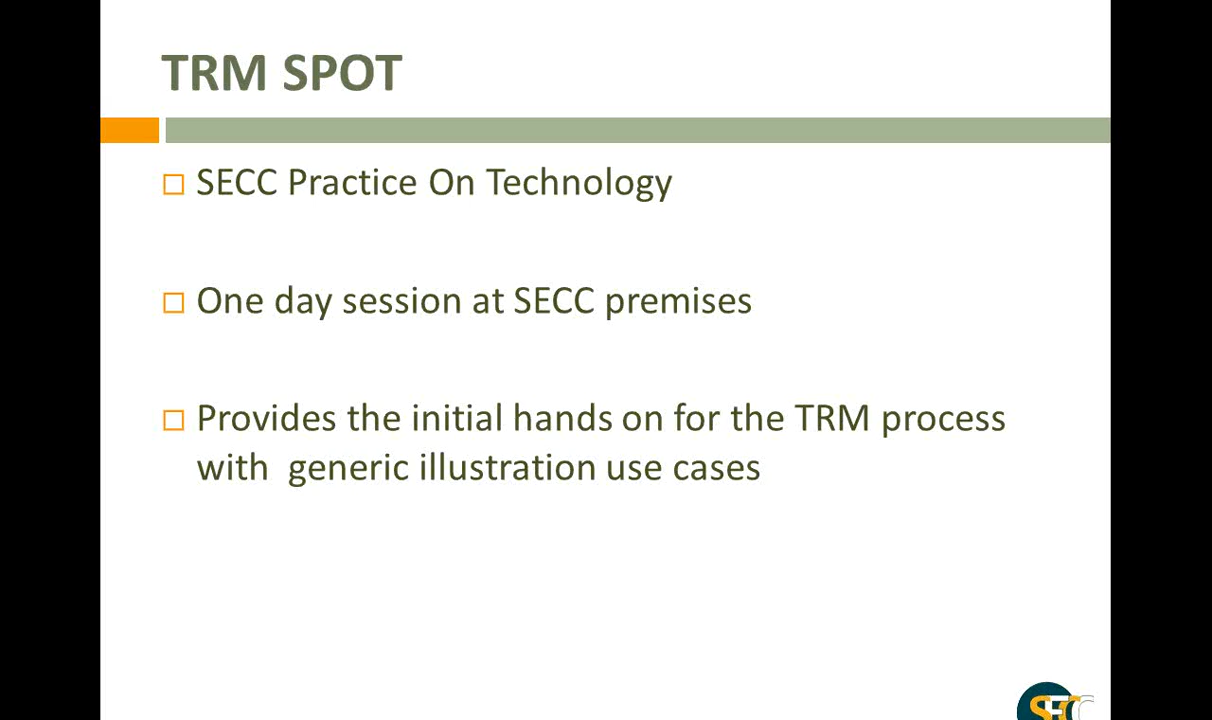 TRM SPOT
SECC Practice On Technology
One day session at SECC premises
Provides the initial hands on for the TRM process
with generic illustration use cases
SECC